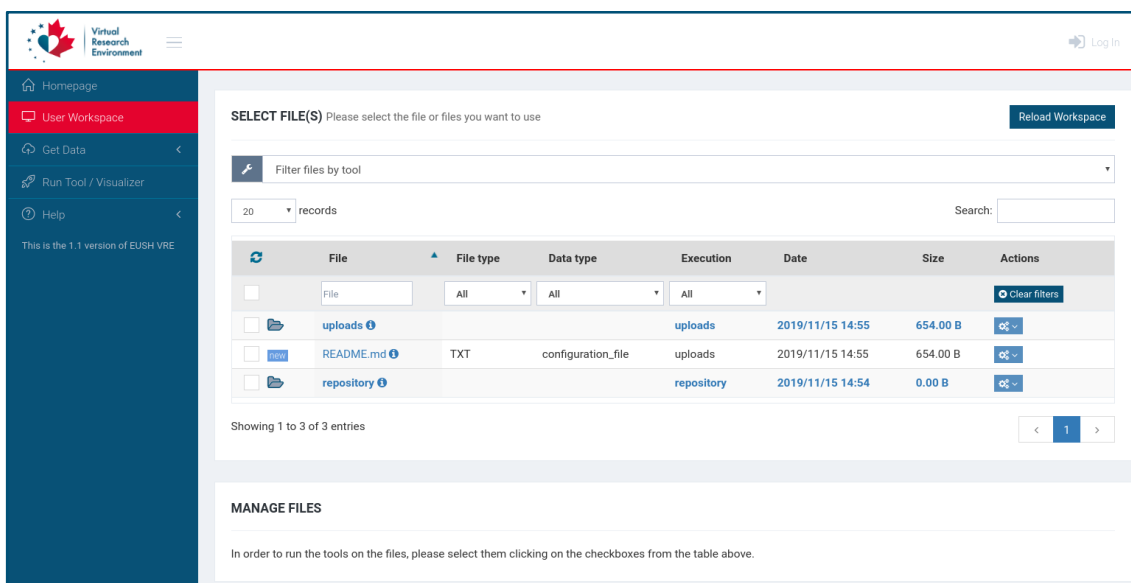 Virtual
Research
Environment
Log In
Homepage
User Workspace
Get Data
Run Tool / Visualizer
Help
This is the 1.1 version of EUSH VRE
SELECT FILE(S) Please select the file or files you want to use
Reload Workspace
Filter files by tool
20 records
Search:
File File type Data type Execution Date Size Actions
File All All All Clear filters
uploads uploads 2019/11/15 14:55 654.00 B
new README.md TXT configuration_file uploads 2019/11/15 14:55 654.00 B
repository repository 2019/11/15 14:54 0.00 B
Showing 1 to 3 of 3 entries
< 1 >
MANAGE FILES
In order to run the tools on the files, please select them clicking on the checkboxes from the table above.